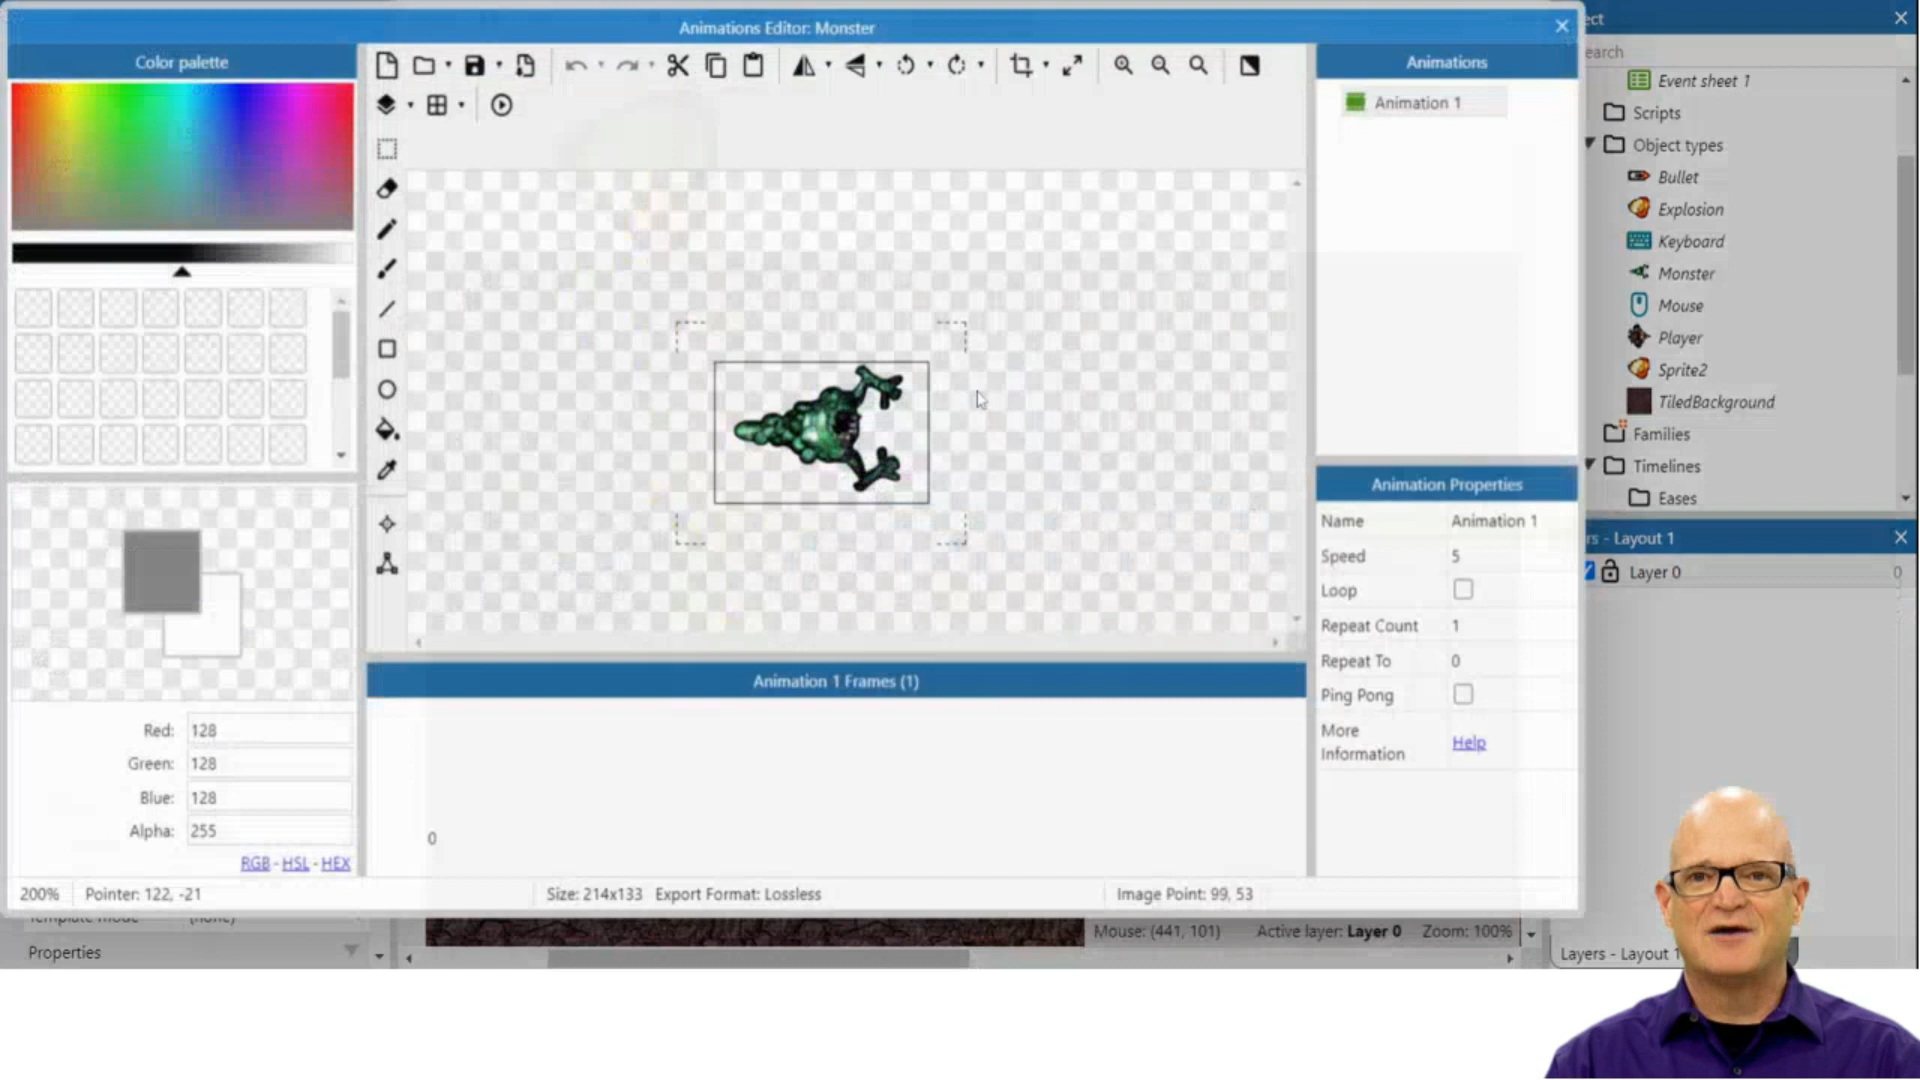 Animations Editor: Monster
Color palette
Red: 128
Green: 128
Blue: 128
Alpha: 255
RGB - HSL - HEX
200%
Pointer: 122, -21
Animation 1 Frames (1)
0
Size: 214x133
Export Format: Lossless
Image Point: 99, 53
Animations
Animation 1
Animation Properties
Name Animation 1
Speed 5
Loop
Repeat Count 1
Repeat To 0
Ping Pong
More
Information
Help
Event sheet 1
Scripts
Object types
Bullet
Explosion
Keyboard
Monster
Mouse
Player
Sprite2
TiledBackground
Families
Timelines
Eases
- Layout 1
Layer 0 0
(none)
Properties
Mouse: (441, 101)
Active layer: Layer 0
Zoom: 100%
Layers - Layout 1